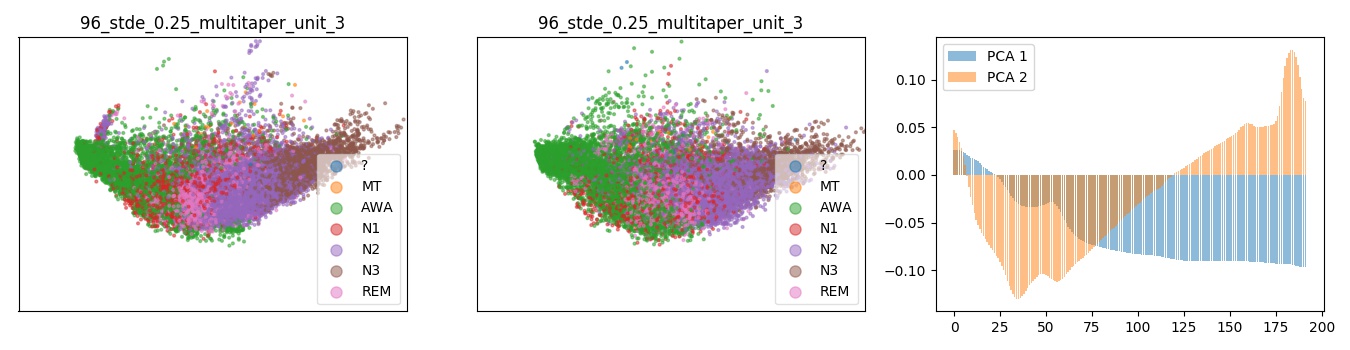 96_stde_0.25_multitaper_unit_3
?
MT
AWA
N1
N2
N3
REM
96_stde_0.25_multitaper_unit_3
?
MT
AWA
N1
N2
N3
REM
PCA 1
PCA 2
0.10
0.05
0.00
−0.05
−0.10
0 25 50 75 100 125 150 175 200